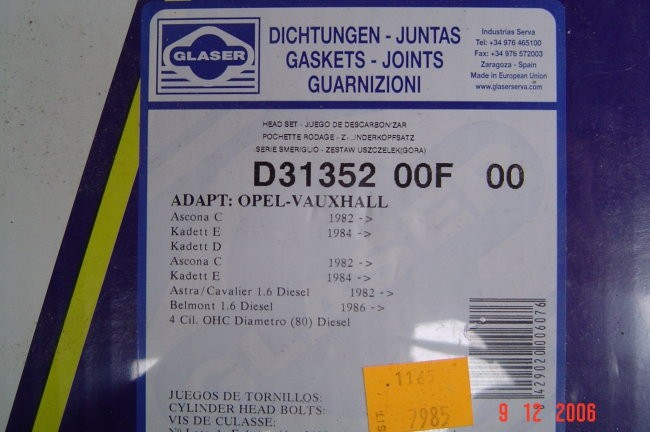 GLASER
DICHTUNGEN - JUNTAS
GASKETS - JOINTS
GUARNIZIONI
Industrias Serva
Tel: +34 976 465100
Fax: +34 976 572003
Zaragoza - Spain
Made in European Union
www.glaserserva.com
HEAD SET - JUEGO DE DESCARBONIZAR
POCHETTE RODAGE - Z LINDERKOPFSATZ
SERIE SMERIGLIO - ZESTAW USZCZELEK(GÓRA)
D31352 00F 00
ADAPT: OPEL-VAUXHALL
Ascona C 1982 ->
Kadett E 1984 ->
Kadett D
Ascona C 1982 ->
Kadett E 1984 ->
Astra/Cavalier 1.6 Diesel 1982 ->
Belmont 1.6 Diesel 1986 ->
4 Cil. OHC Diametro (80) Diesel
429020006076
1165
7985
JUEGOS DE TORNILLOS:
CYLINDER HEAD BOLTS:
VIS DE CULASSE:
9 12 2006